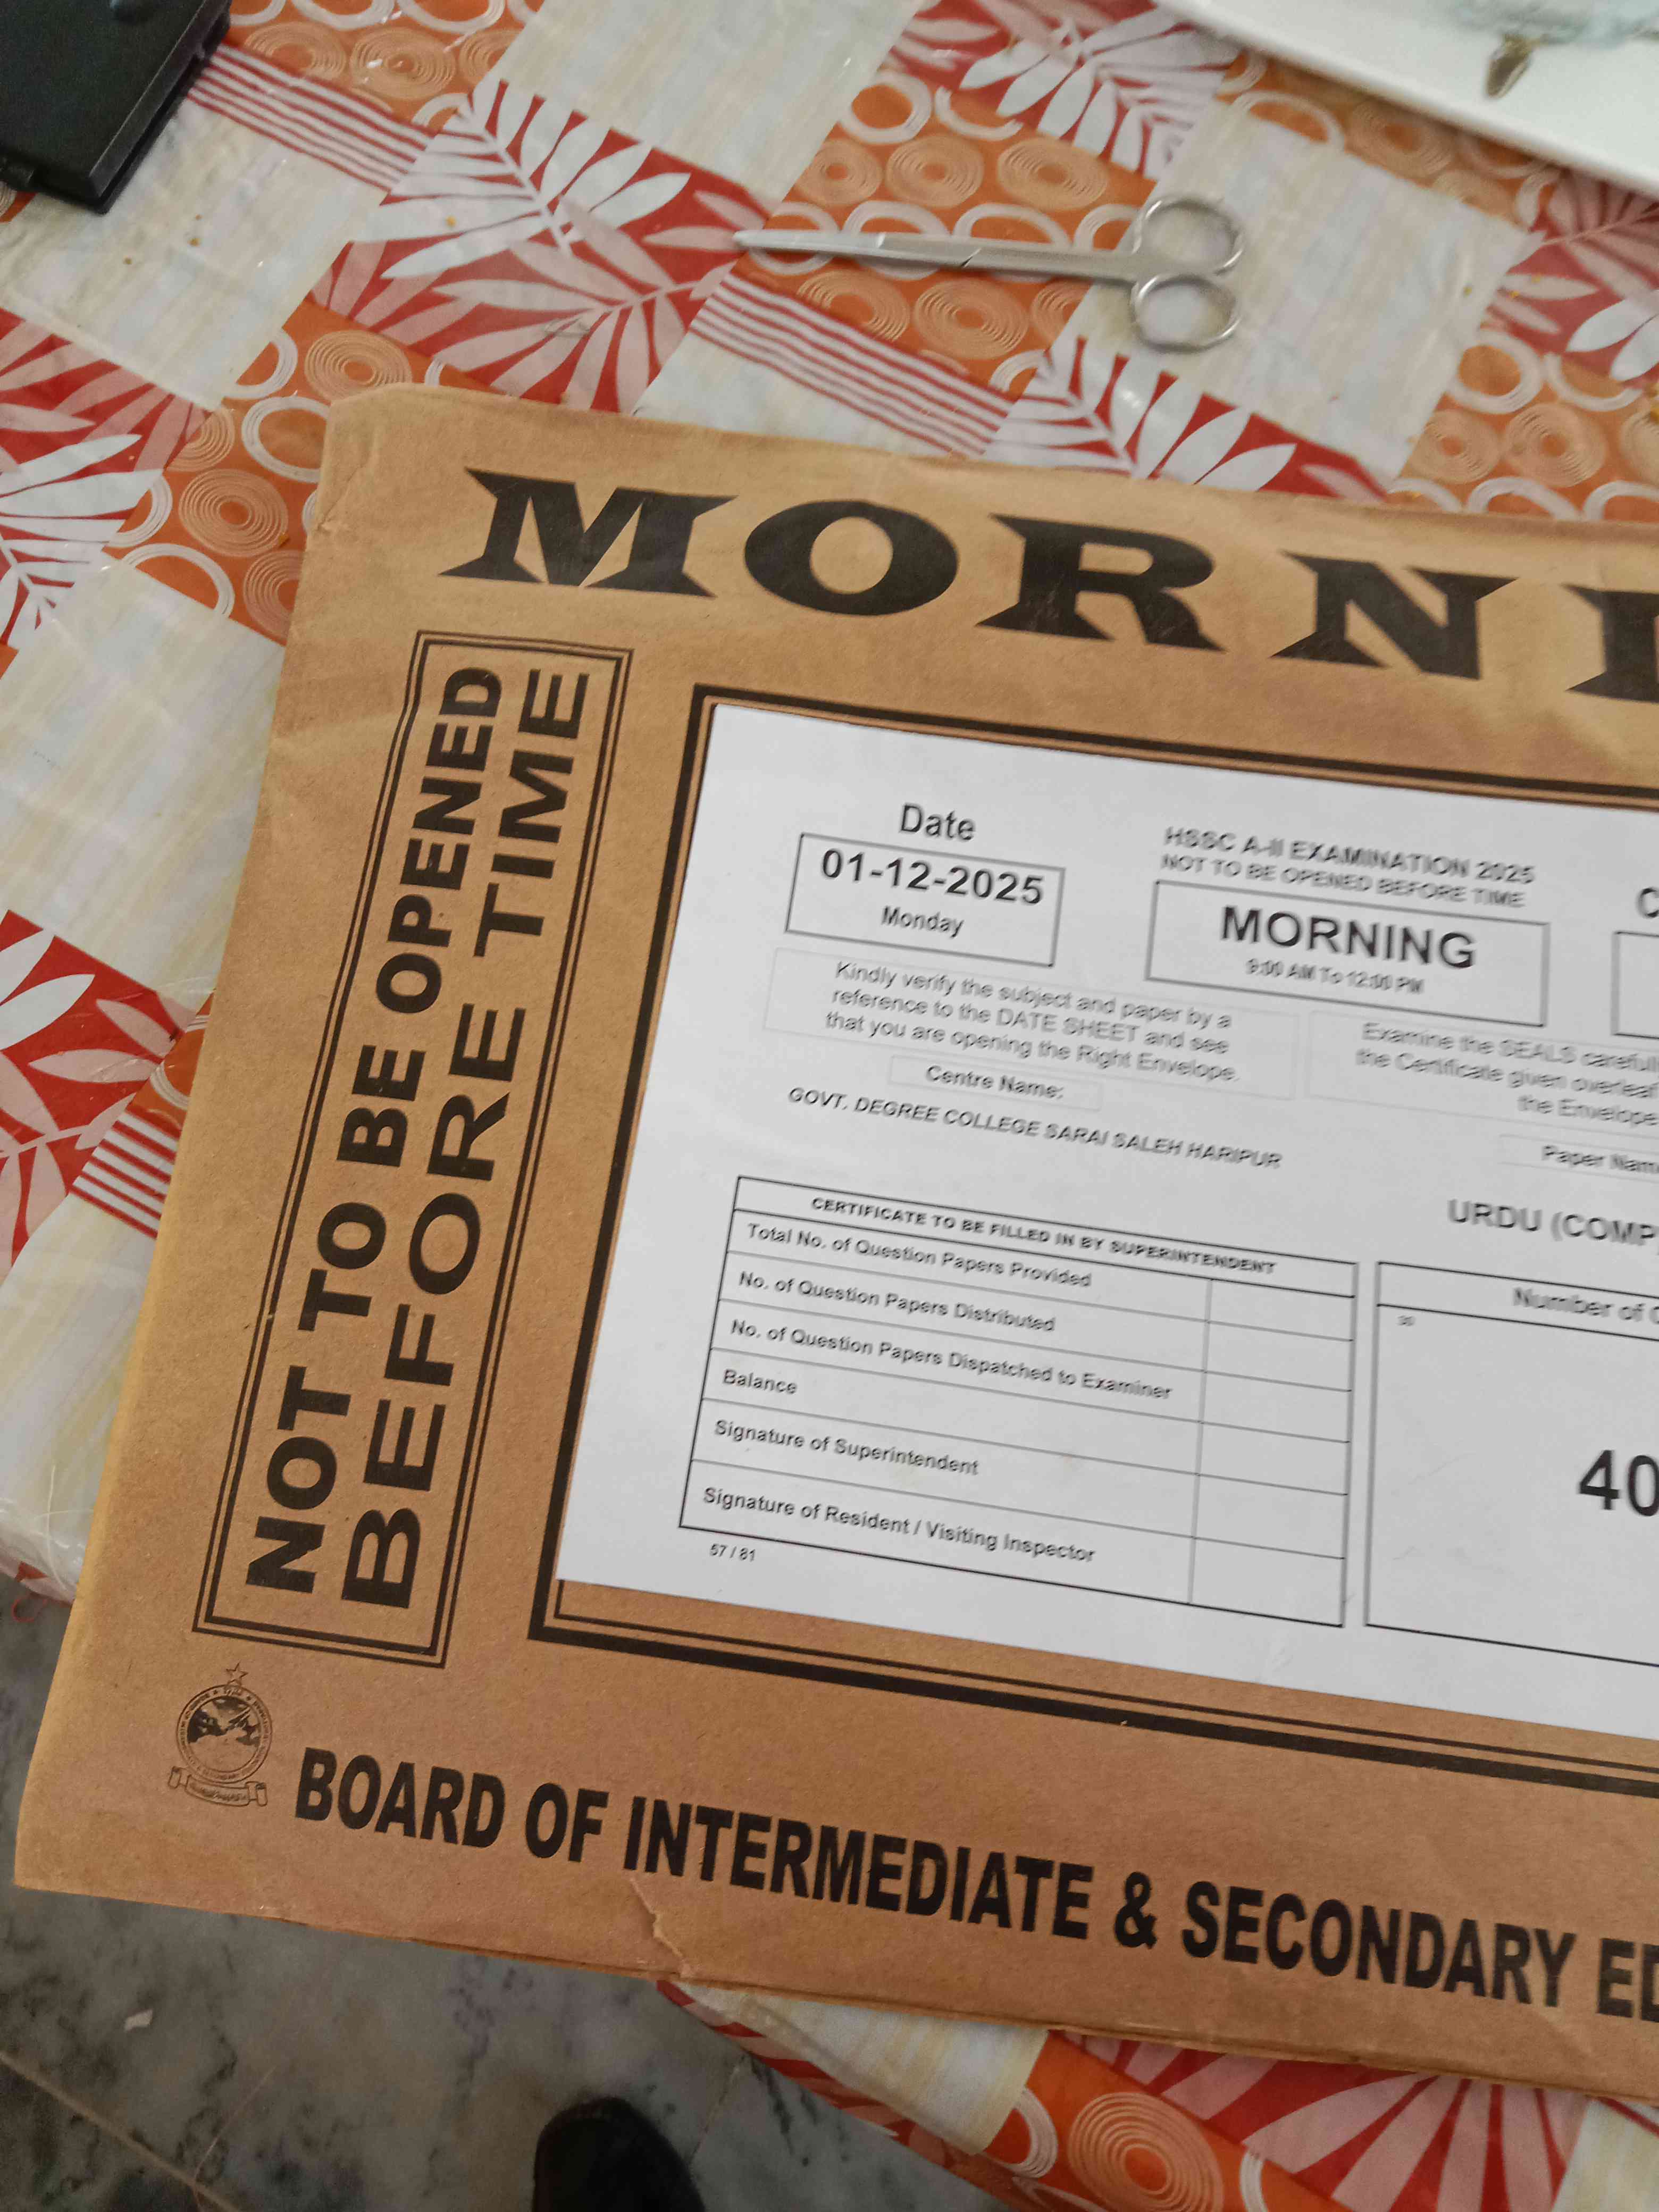 MORNI
NOT TO BE OPENED
BEFORE TIME
Date
01-12-2025
Monday
HSSC A-II EXAMINATION 2025
NOT TO BE OPENED BEFORE TIME
MORNING
9:00 AM To 12:00 PM
C
Kindly verify the subject and paper by a
reference to the DATE SHEET and see
that you are opening the Right Envelope.
Examine the SEALS carefull
the Certificate given overleaf
the Envelope
Centre Name:
GOVT. DEGREE COLLEGE SARAI SALEH HARIPUR
Paper Name
URDU (COMP
CERTIFICATE TO BE FILLED IN BY SUPERINTENDENT
Total No. of Question Papers Provided
No. of Question Papers Distributed
No. of Question Papers Dispatched to Examiner
Balance
Signature of Superintendent
Signature of Resident / Visiting Inspector
57 / 81
Number of
40
BOARD OF INTERMEDIATE & SECONDARY ED